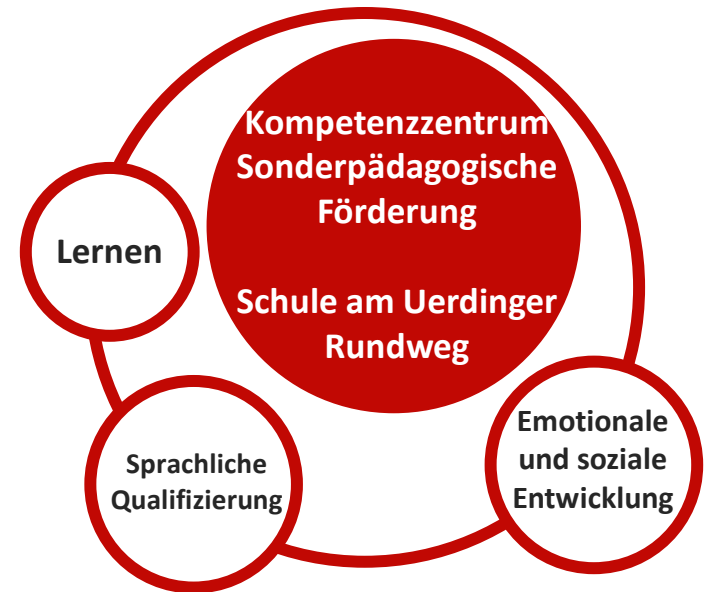 Kompetenzzentrum
Sonderpädagogische
Förderung
Schule am Uerdinger
Rundweg
Lernen
Sprachliche
Qualifizierung
Emotionale
und soziale
Entwicklung